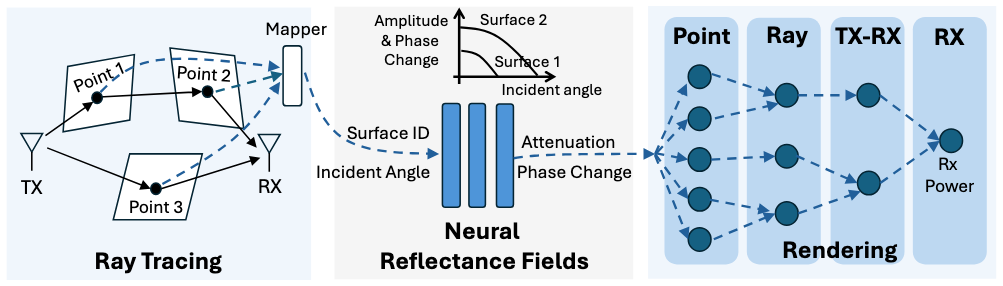 Mapper
Point 1
Point 2
TX
RX
Point 3
Ray Tracing
Amplitude
& Phase
Change
Surface 2
Surface 1
Incident angle
Surface ID
Incident Angle
Attenuation
Phase Change
Neural
Reflectance Fields
Point
Ray
TX-RX
RX
Rx
Power
Rendering